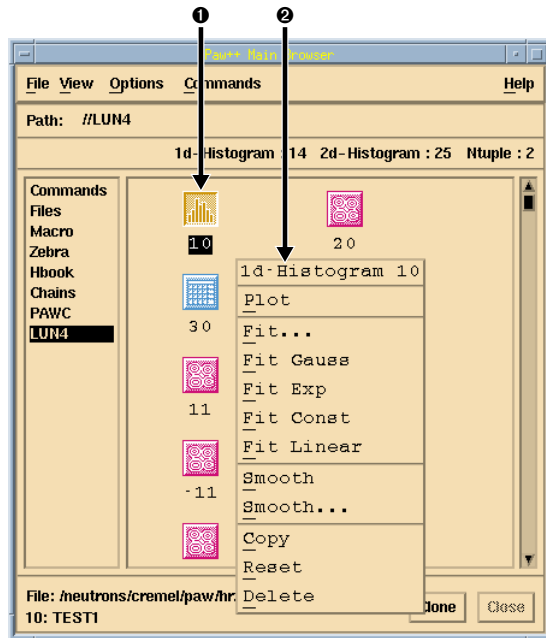 ❶ ❷
Paw++ Main Browser
File View Options Commands Help
Path: //LUN4
1d-Histogram : 14 2d-Histogram : 25 Ntuple : 2
Commands
Files
Macro
Zebra
Hbook
Chains
PAWC
LUN4
10
20
30
11
-11
1d-Histogram 10
Plot
Fit...
Fit Gauss
Fit Exp
Fit Const
Fit Linear
Smooth
Smooth...
Copy
Reset
Delete
File: /neutrons/cremel/paw/hr
10: TEST1
Clone Close